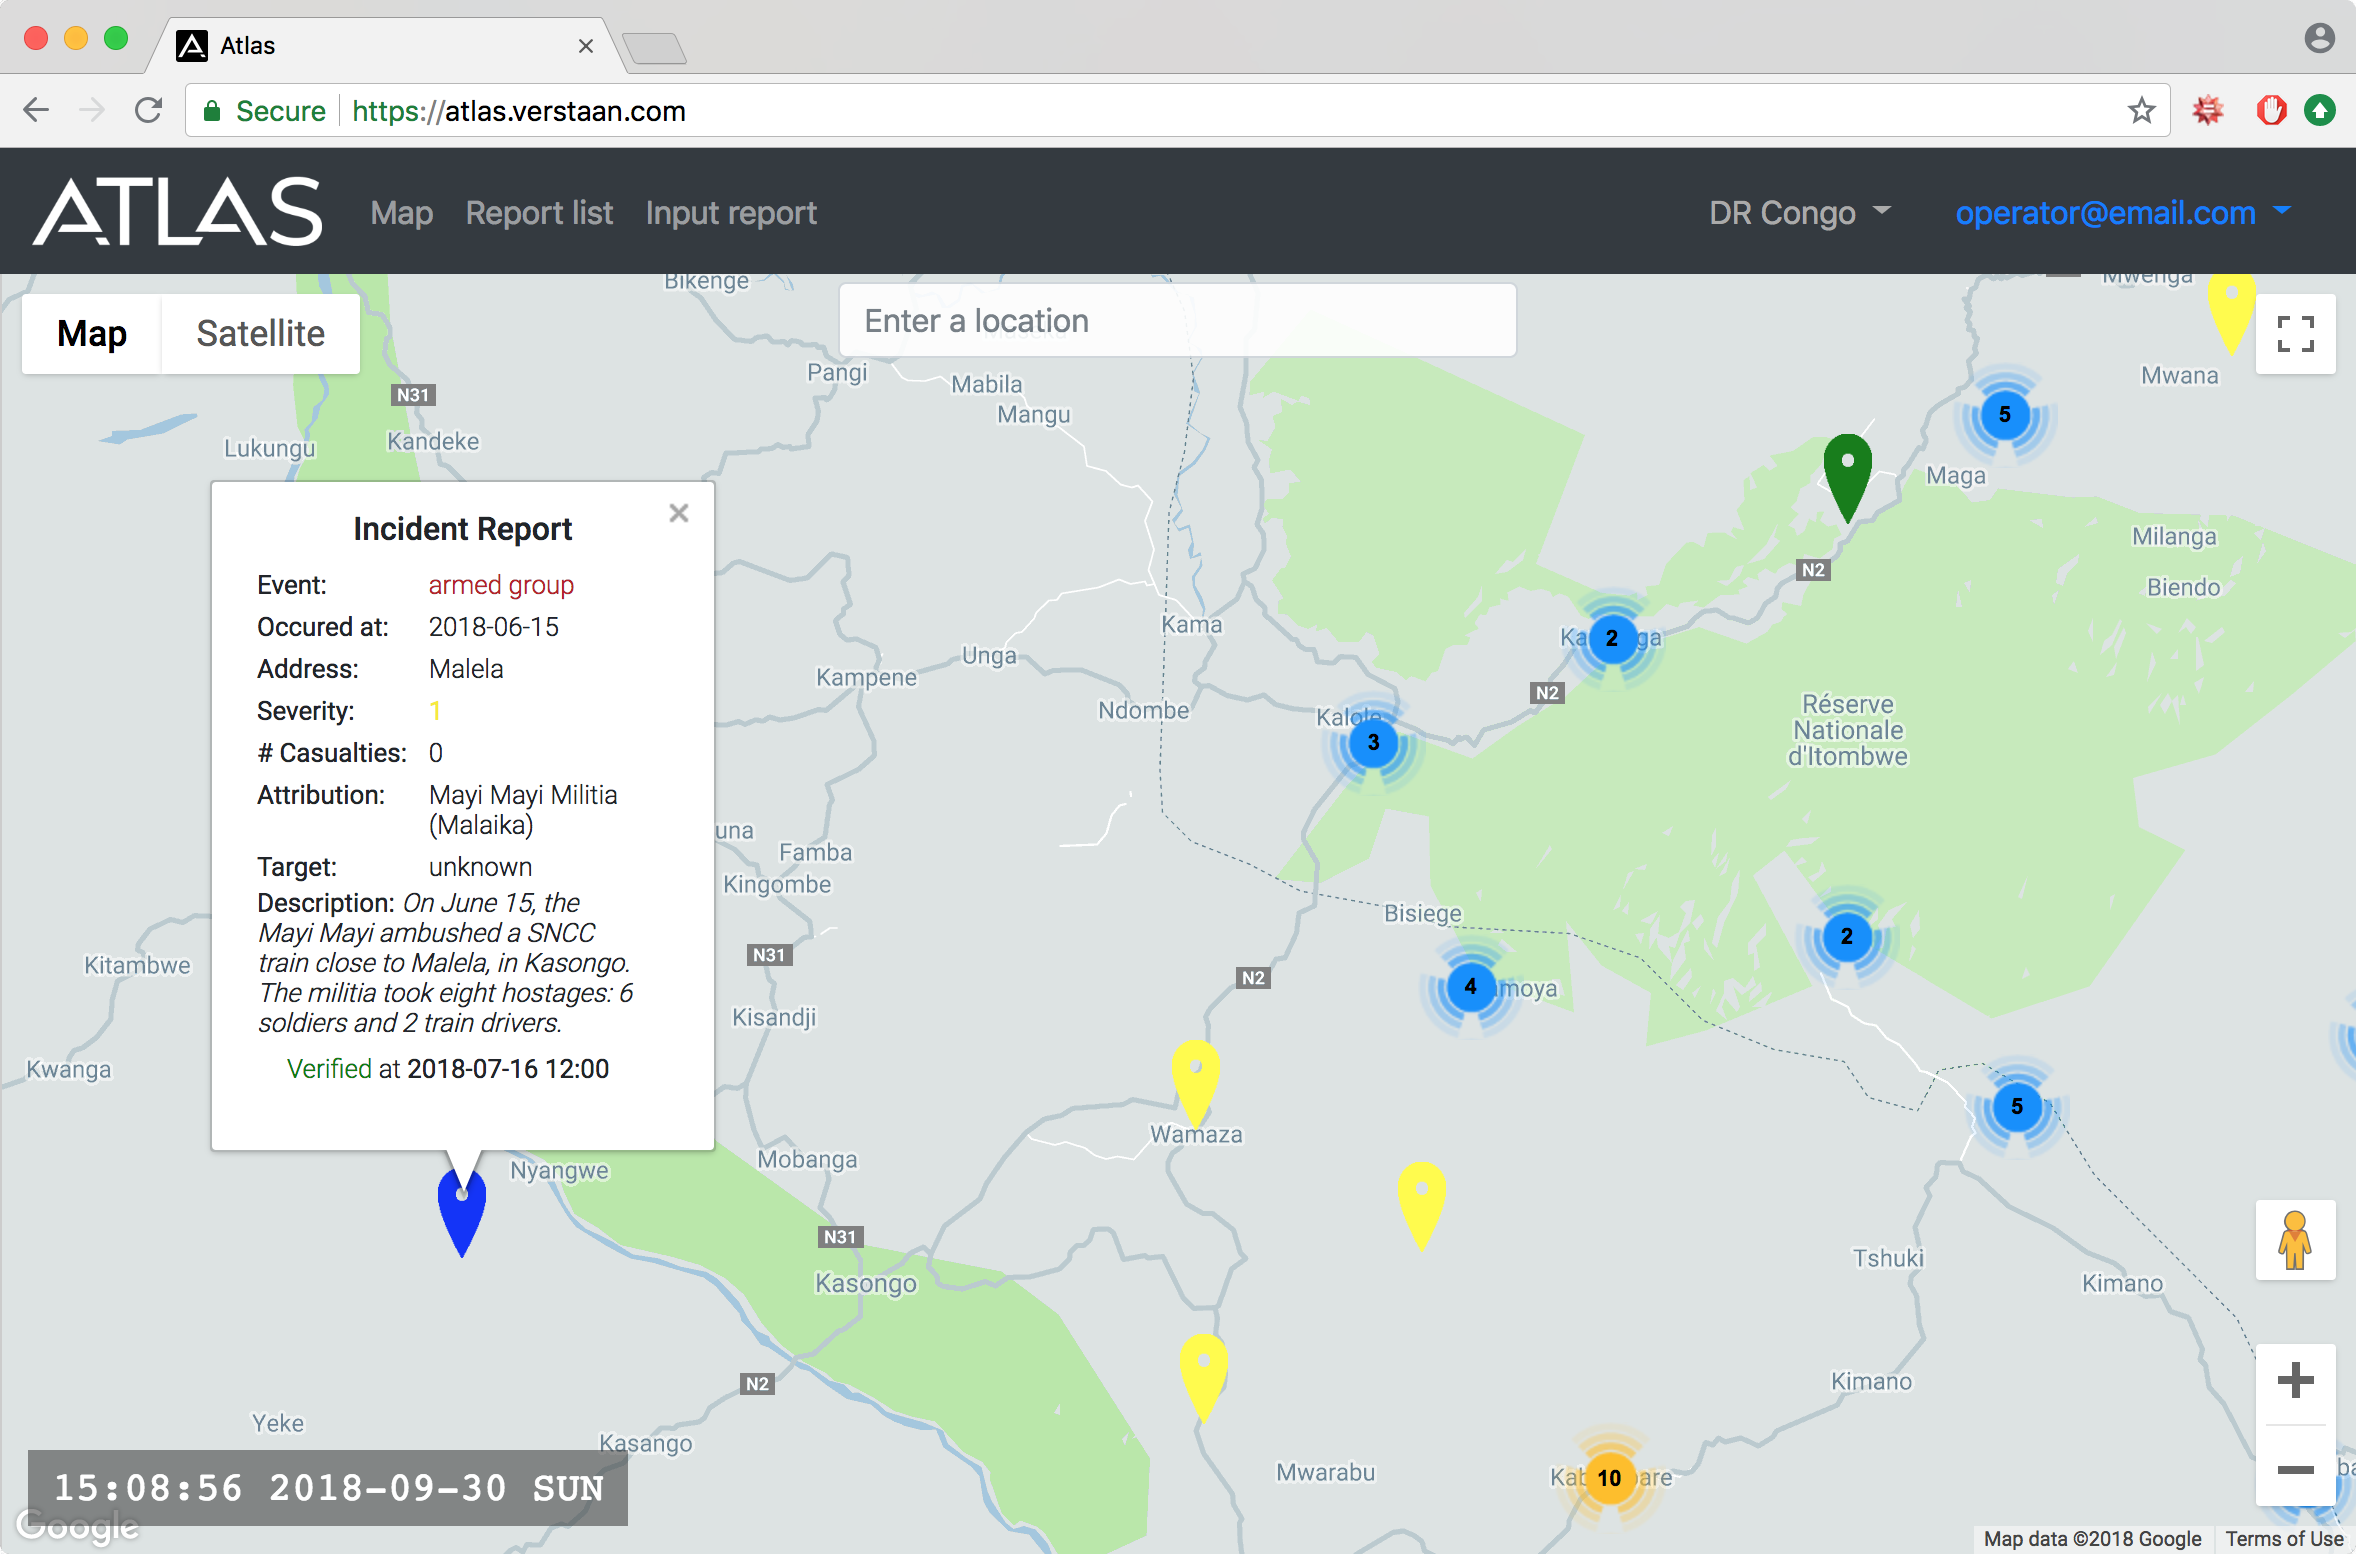 Atlas
Secure
https://atlas.verstaan.com
ATLAS
Map
Report list
Input report
DR Congo
operator@email.com
Map
Satellite
Enter a location
Bikenge
Mwenga
Pangi
Mabila
Mangu
Mwana
N31
Kandeke
Lukungu
5
Maga
Milanga
Biendo
N2
Incident Report
Event: armed group
Occured at: 2018-06-15
Address: Malela
Severity: 1
# Casualties: 0
Attribution: Mayi Mayi Militia
(Malaika)
Target: unknown
Description: On June 15, the
Mayi Mayi ambushed a SNCC
train close to Malela, in Kasongo.
The militia took eight hostages: 6
soldiers and 2 train drivers.
Verified at 2018-07-16 12:00
Kama
2
Unga
Kampene
Ndombe
N2
Kalole
3
Réserve
Nationale
d'Itombwe
una
Famba
Kingombe
Bisiege
2
N31
Kitambwe
N2
4
moya
Kisandji
Kwanga
5
Wamaza
Mobanga
Nyangwe
N31
Kasongo
Tshuki
Kimano
N2
Kimano
Yeke
Kasango
Mwarabu
10
15:08:56 2018-09-30 SUN
Google
Map data ©2018 Google
Terms of Use